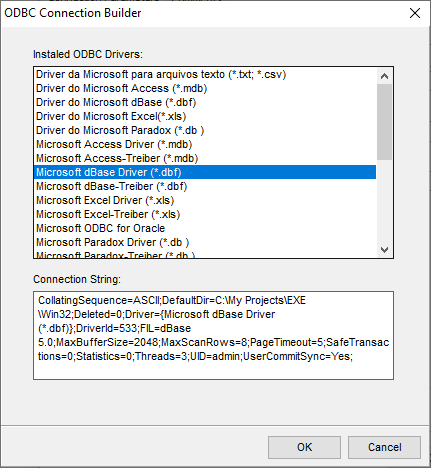 ODBC Connection Builder
Instaled ODBC Drivers:
Driver da Microsoft para arquivos texto (*.txt; *.csv)
Driver do Microsoft Access (*.mdb)
Driver do Microsoft dBase (*.dbf)
Driver do Microsoft Excel(*.xls)
Driver do Microsoft Paradox (*.db )
Microsoft Access Driver (*.mdb)
Microsoft Access-Treiber (*.mdb)
Microsoft dBase Driver (*.dbf)
Microsoft dBase-Treiber (*.dbf)
Microsoft Excel Driver (*.xls)
Microsoft Excel-Treiber (*.xls)
Microsoft ODBC for Oracle
Microsoft Paradox Driver (*.db )
Microsoft Paradox-Treiber (*.db )
Connection String:
CollatingSequence=ASCII;DefaultDir=C:\My Projects\EXE
\Win32;Deleted=0;Driver={Microsoft dBase Driver
(*.dbf)};DriverId=533;FIL=dBase
5.0;MaxBufferSize=2048;MaxScanRows=8;PageTimeout=5;SafeTransac
tions=0;Statistics=0;Threads=3;UID=admin;UserCommitSync=Yes;
OK
Cancel